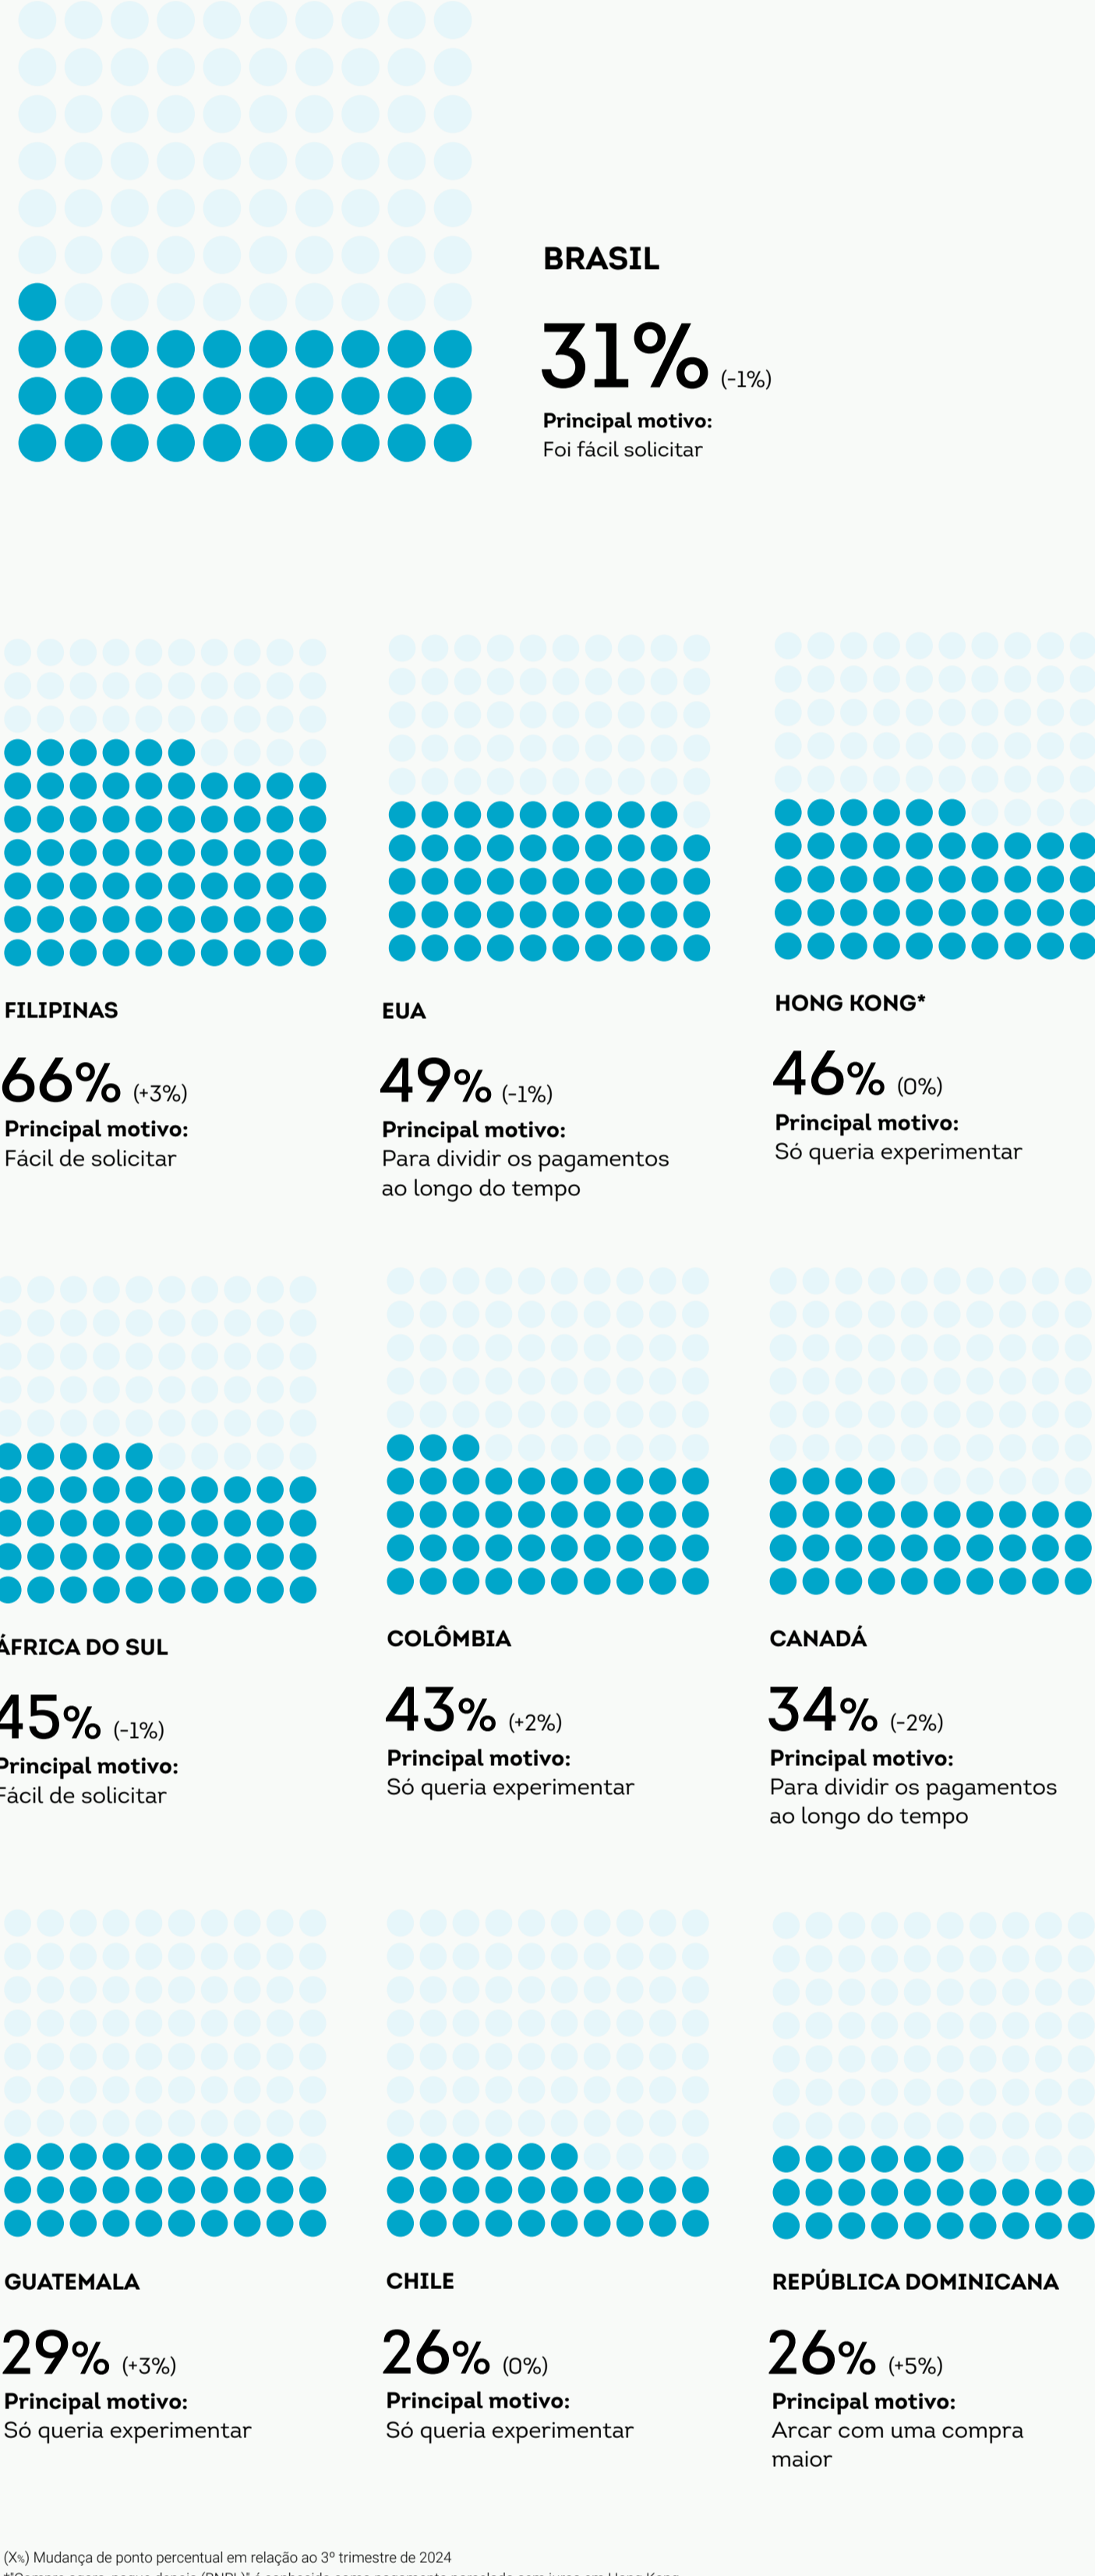 BRASIL
31% (-1%)
Principal motivo:
Foi fácil solicitar
FILIPINAS
66% (+3%)
Principal motivo:
Fácil de solicitar
EUA
49% (-1%)
Principal motivo:
Para dividir os pagamentos
ao longo do tempo
HONG KONG*
46% (0%)
Principal motivo:
Só queria experimentar
ÁFRICA DO SUL
45% (-1%)
Principal motivo:
Fácil de solicitar
COLÔMBIA
43% (+2%)
Principal motivo:
Só queria experimentar
CANADÁ
34% (-2%)
Principal motivo:
Para dividir os pagamentos
ao longo do tempo
GUATEMALA
29% (+3%)
Principal motivo:
Só queria experimentar
CHILE
26% (0%)
Principal motivo:
Só queria experimentar
REPÚBLICA DOMINICANA
26% (+5%)
Principal motivo:
Arcar com uma compra
maior
(X%) Mudança de ponto percentual em relação ao 3º trimestre de 2024